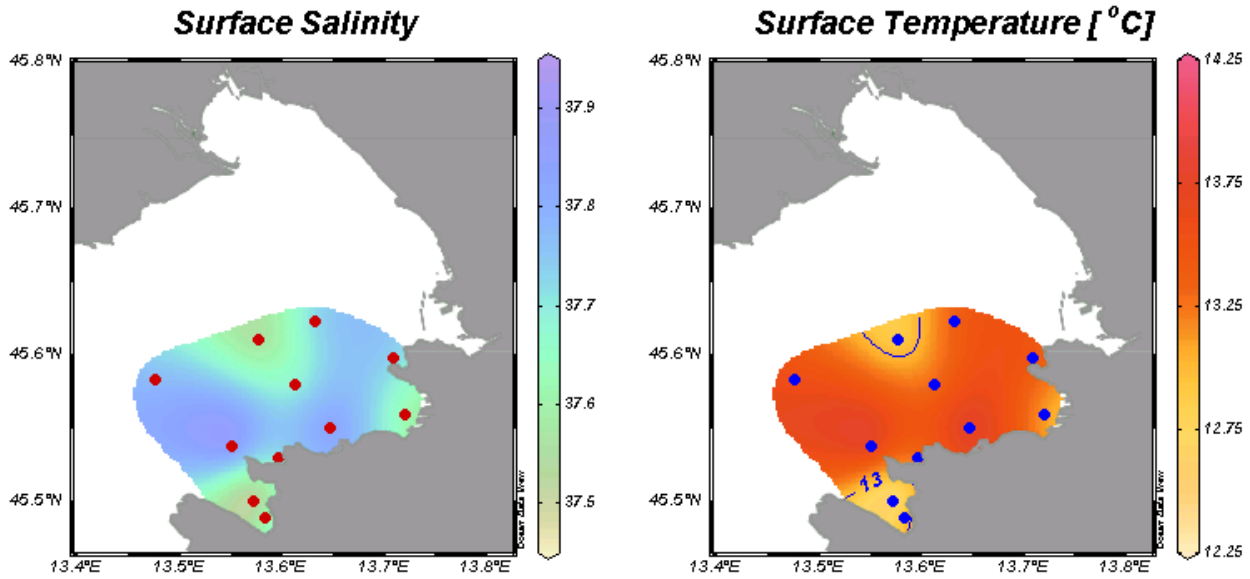 Surface Salinity
Surface Temperature [ °C]
45.8°N
45.7°N
45.6°N
45.5°N
13.4°E 13.5°E 13.6°E 13.7°E 13.8°E
37.9
37.8
37.7
37.6
37.5
Ocean Data View
45.8°N
45.7°N
45.6°N
45.5°N
13
13.4°E 13.5°E 13.6°E 13.7°E 13.8°E
14.25
13.75
13.25
12.75
12.25
Ocean Data View